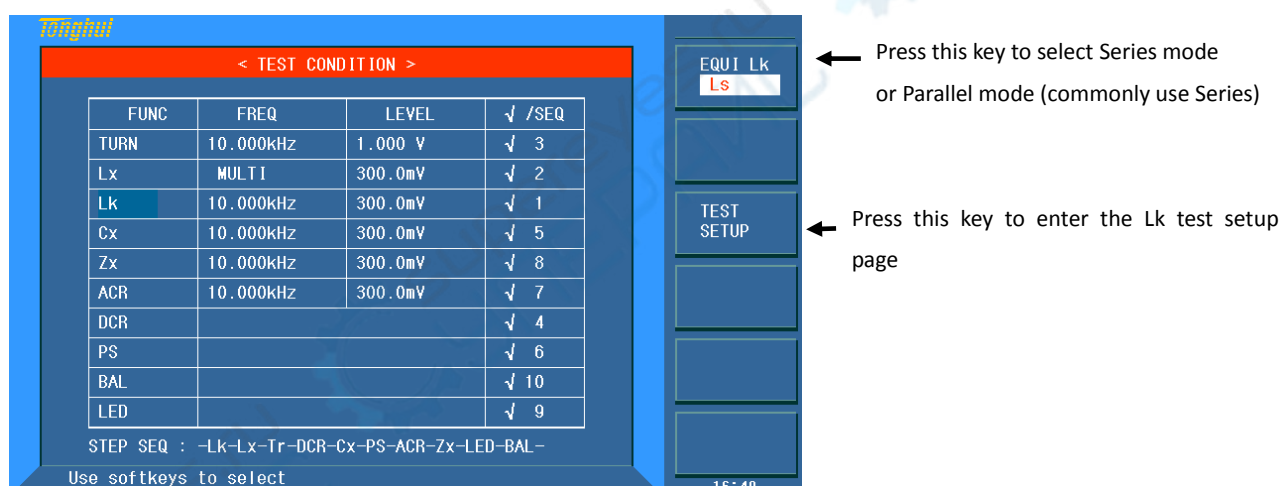 Tonghui
< TEST CONDITION >
FUNC FREQ LEVEL √ /SEQ
TURN 10.000kHz 1.000 V √ 3
Lx MULTI 300.0mV √ 2
Lk 10.000kHz 300.0mV √ 1
Cx 10.000kHz 300.0mV √ 5
Zx 10.000kHz 300.0mV √ 8
ACR 10.000kHz 300.0mV √ 7
DCR √ 4
PS √ 6
BAL √ 10
LED √ 9
STEP SEQ : -Lk-Lx-Tr-DCR-Cx-PS-ACR-Zx-LED-BAL-
Use softkeys to select
EQUI Lk
Ls
TEST
SETUP
Press this key to select Series mode
or Parallel mode (commonly use Series)
Press this key to enter the Lk test setup
page